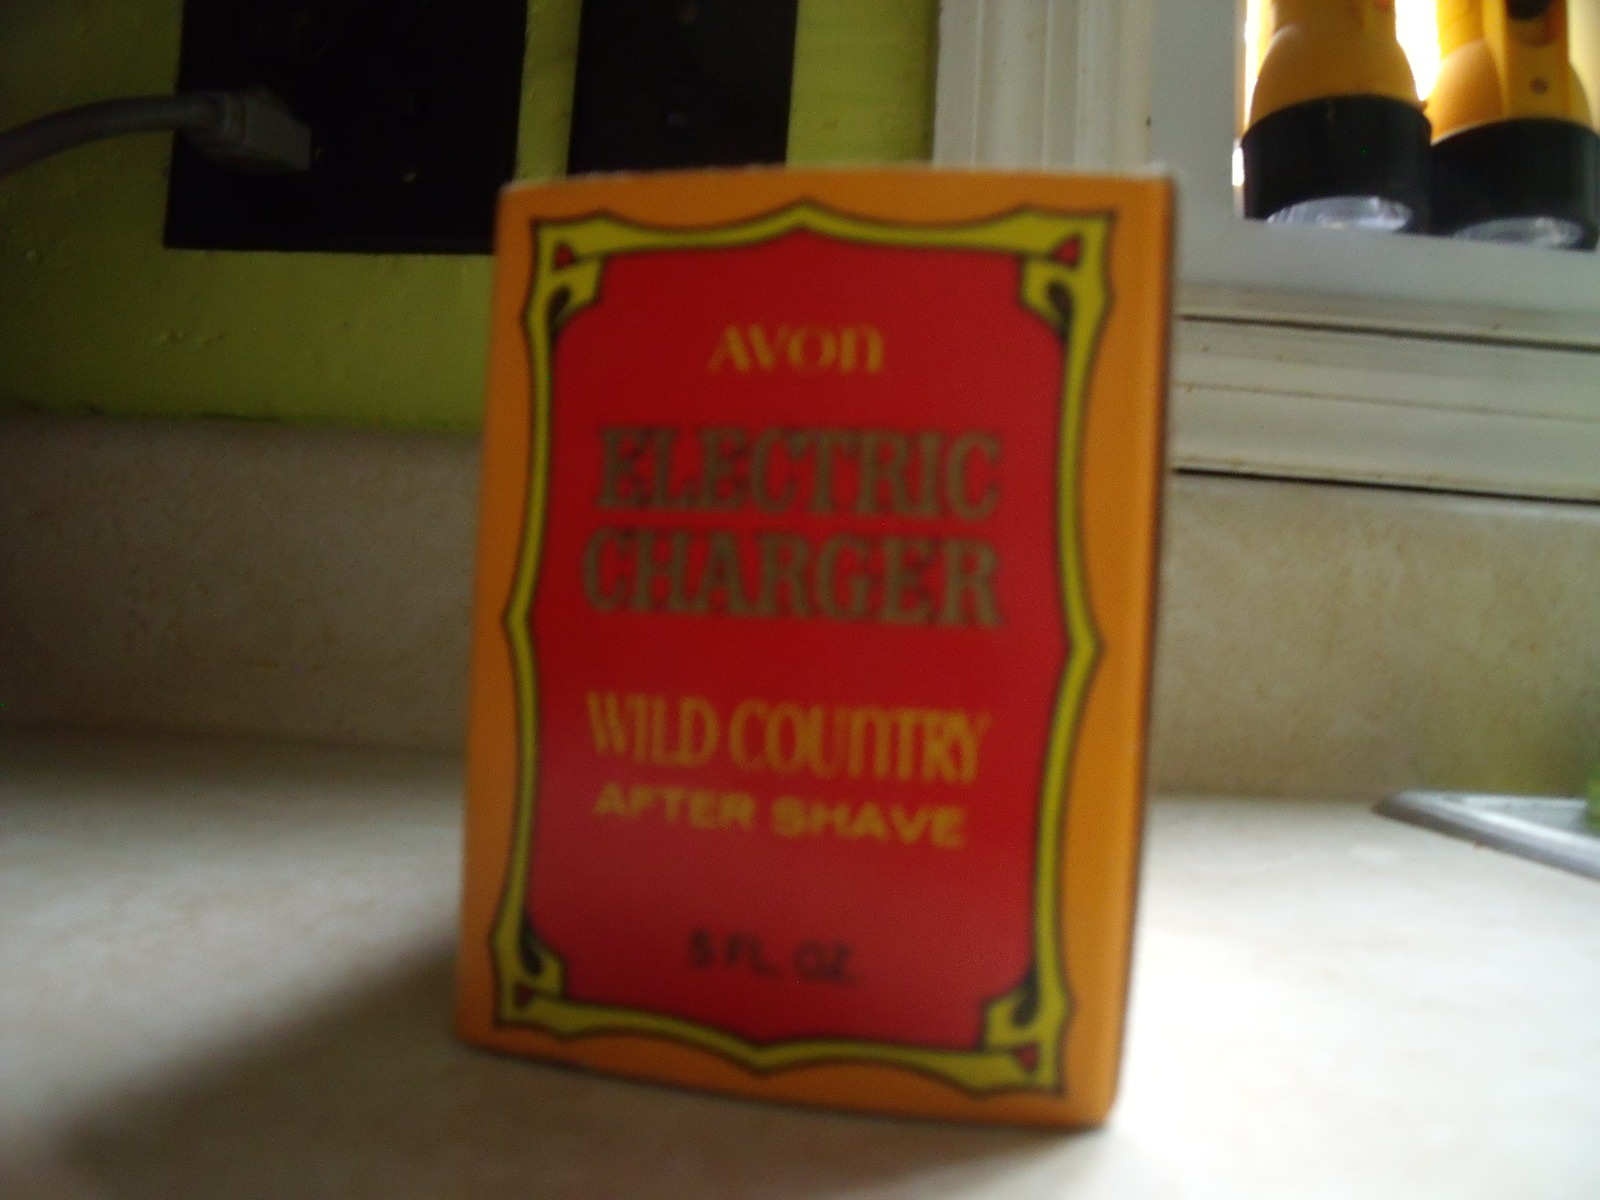 AVON
ELECTRIC
CHARGER
WILD COUNTRY
AFTER SHAVE
5 FL. OZ.